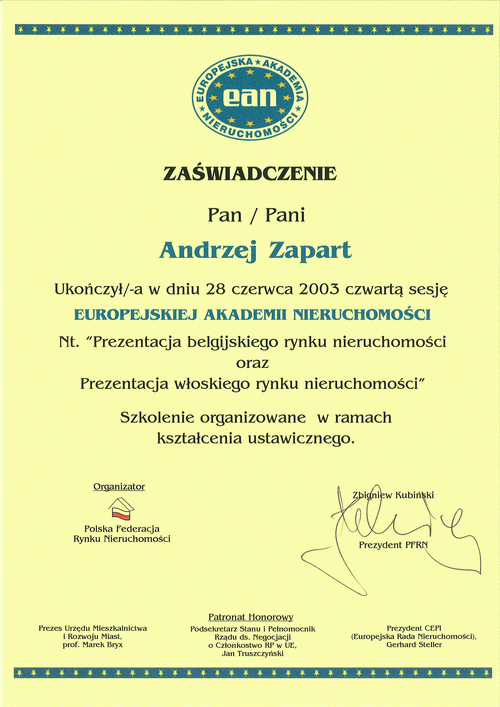 EUROPEJSKA AKADEMIA NIERUCHOMOŚCI
ean
ZAŚWIADCZENIE
Pan / Pani
Andrzej Zapart
Ukończył/-a w dniu 28 czerwca 2003 czwartą sesję
EUROPEJSKIEJ AKADEMII NIERUCHOMOŚCI
Nt. "Prezentacja belgijskiego rynku nieruchomości
oraz
Prezentacja włoskiego rynku nieruchomości"
Szkolenie organizowane w ramach
kształcenia ustawicznego.
Organizator
Polska Federacja
Rynku Nieruchomości
Zbigniew Kubiński
Prezydent PFRN
Patronat Honorowy
Prezes Urzędu Mieszkalnictwa
i Rozwoju Miast,
prof. Marek Bryx
Podsekretarz Stanu i Pełnomocnik
Rządu ds. Negocjacji
o Członkostwo RP w UE,
Jan Truszczyński
Prezydent CEPI
(Europejska Rada Nieruchomości),
Gerhard Steller